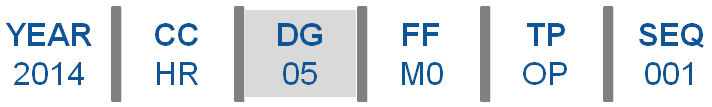 YEAR CC DG FF TP SEQ
2014 HR 05 M0 OP 001